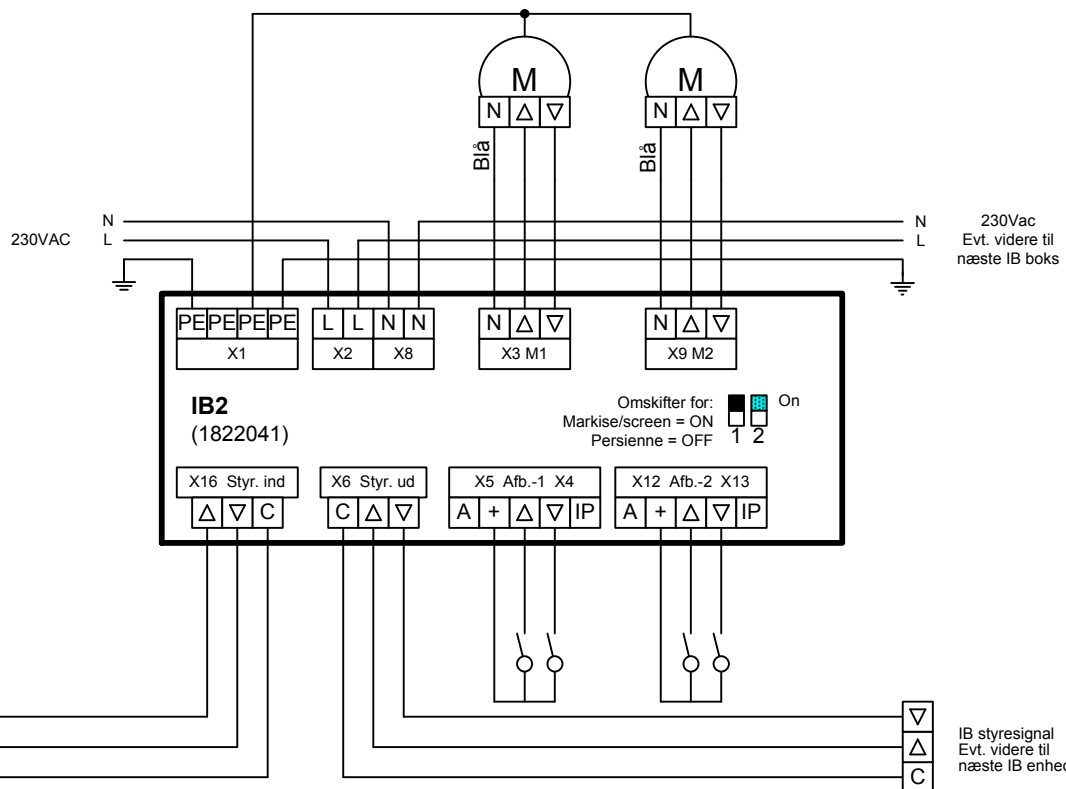 M M
N △ ▽ N △ ▽
Blå Blå
N N
230VAC L L
230Vac
Evt. videre til
næste IB boks
PE PE PE PE L L N N N △ ▽ N △ ▽
X1 X2 X8 X3 M1 X9 M2
IB2
(1822041)
Omskifter for:
Markise/screen = ON
Persienne = OFF
On
1 2
X16 Styr. ind X6 Styr. ud X5 Afb.-1 X4 X12 Afb.-2 X13
△ ▽ C C △ ▽ A + △ ▽ IP A + △ ▽ IP
▽
△
C
IB styresignal
Evt. videre til
næste IB enhed